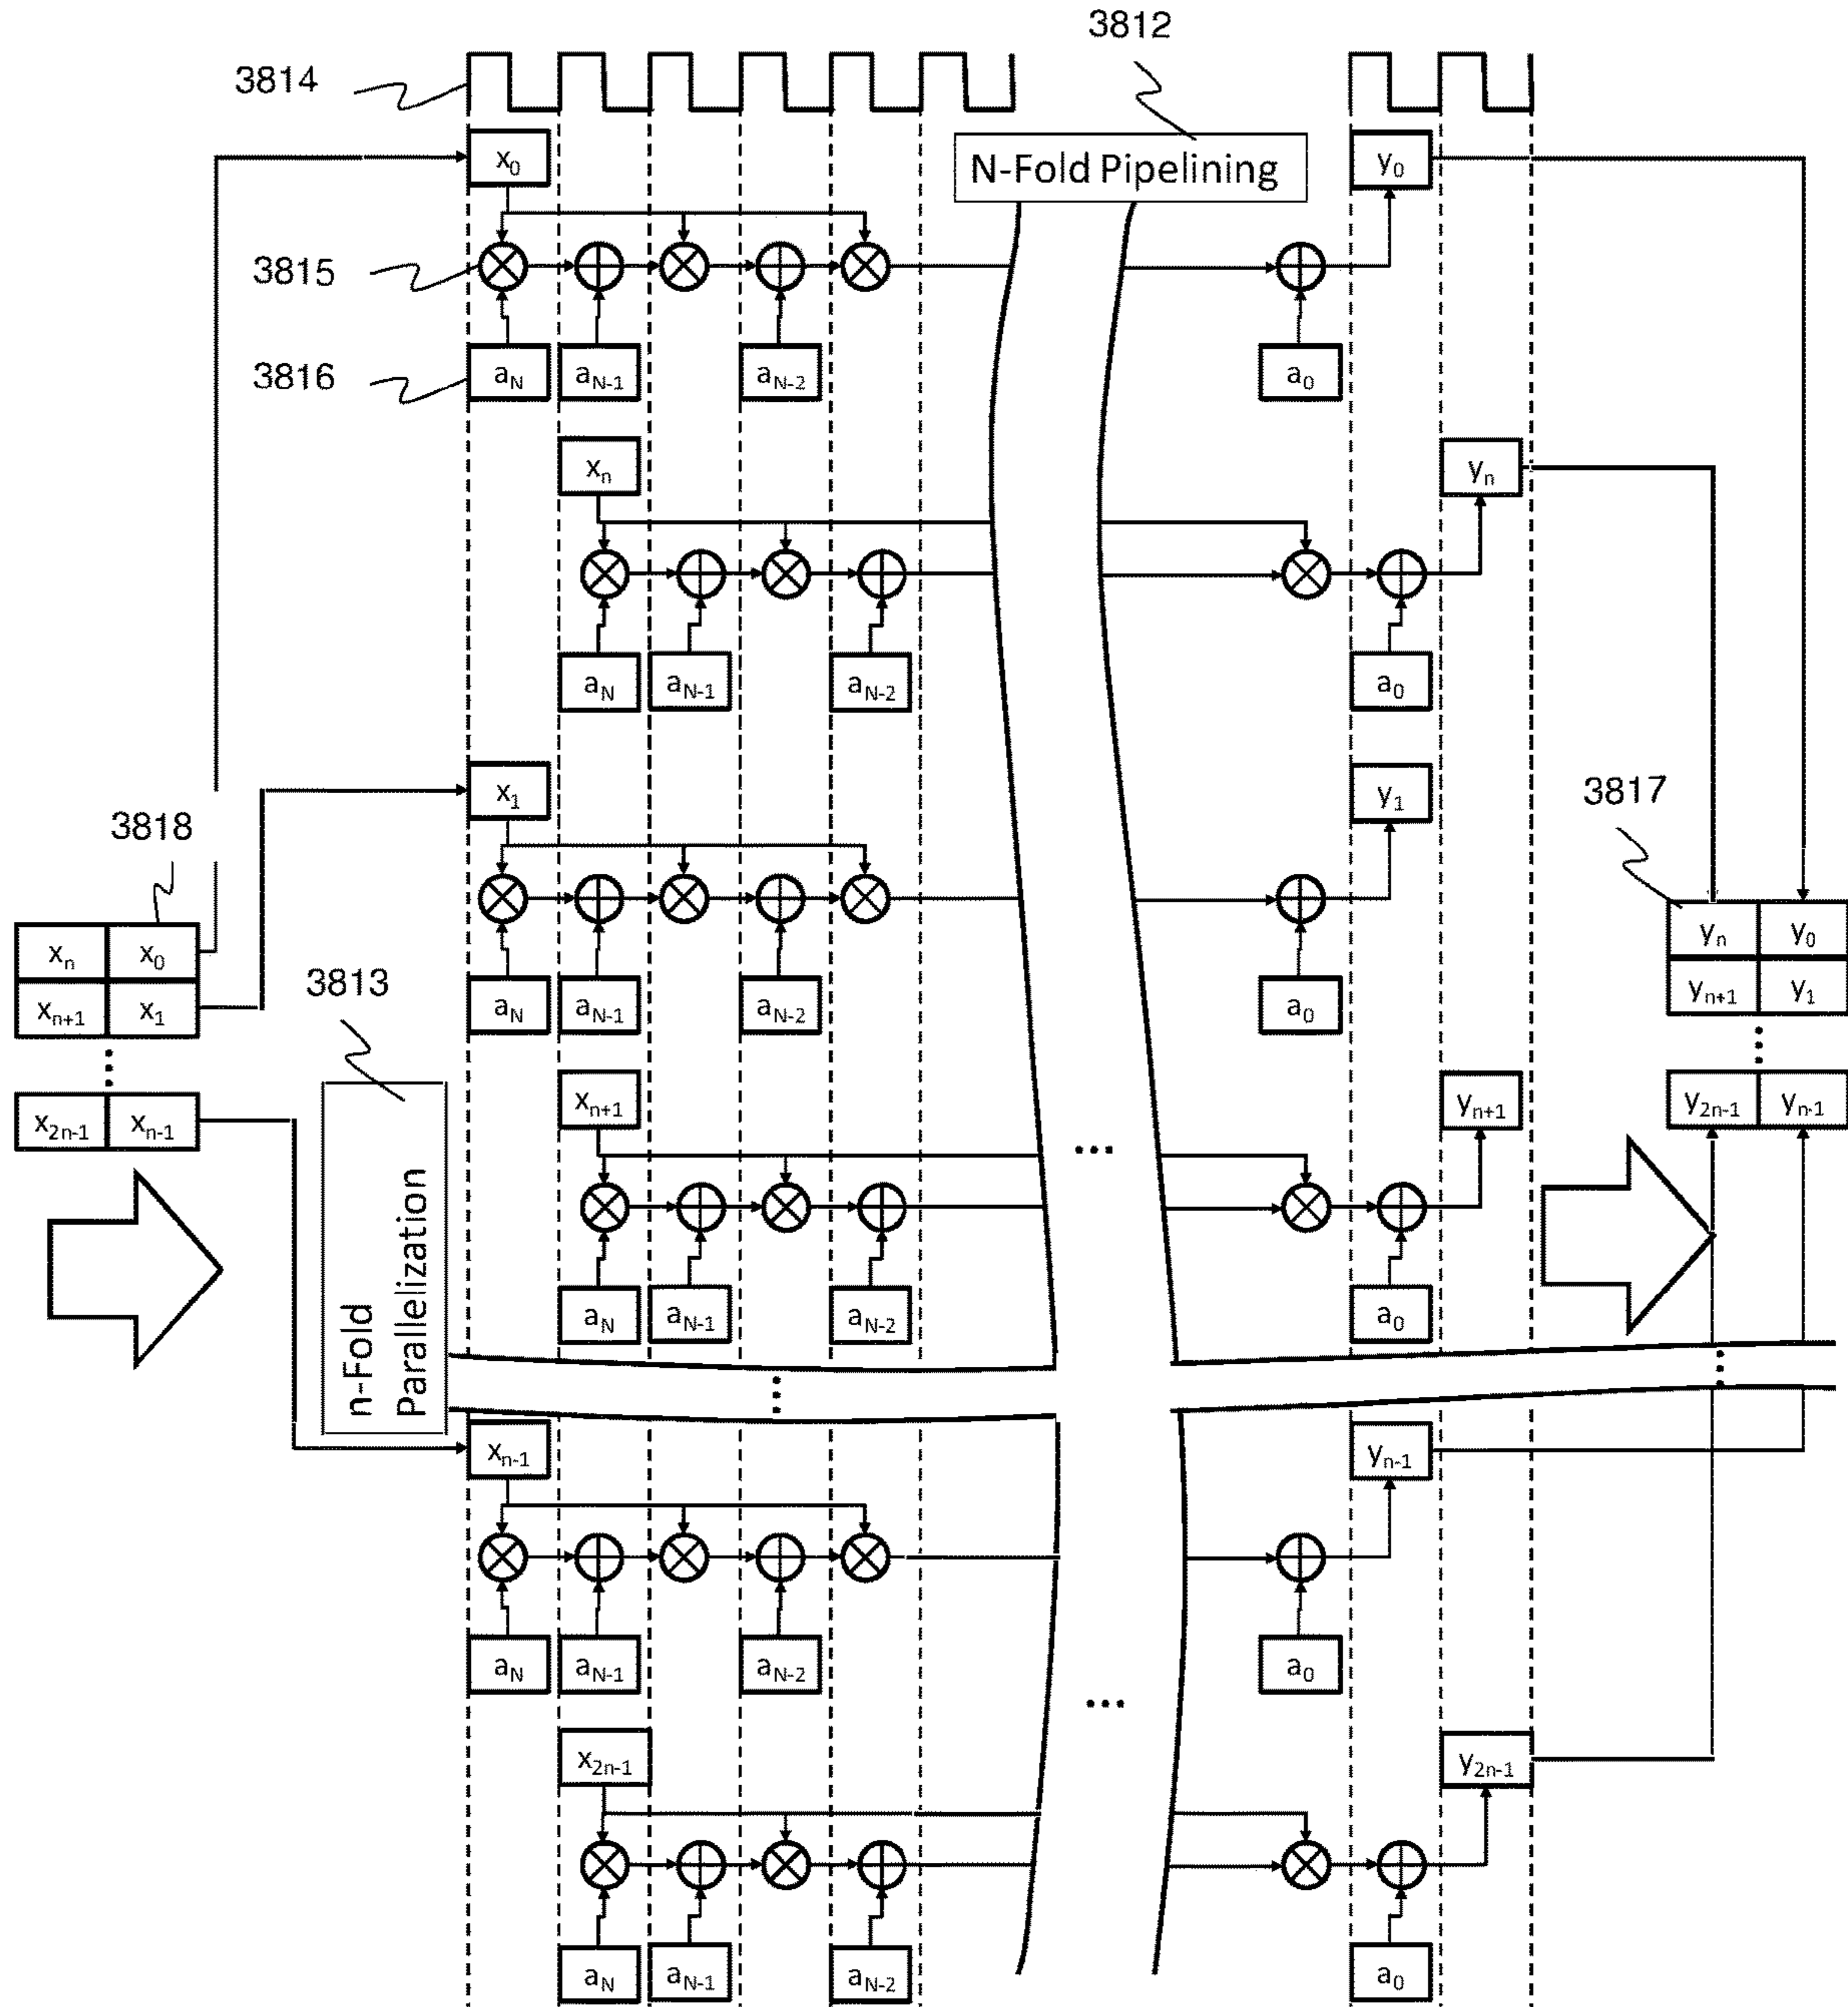 3812
3814
x0
N-Fold Pipelining
y0
3815
3816
aN aN-1 aN-2 a0
xn yn
aN aN-1 aN-2 a0
x1 y1
3817
3818
xn x0
yn y0
3813
xn+1 x1
aN aN-1 aN-2 a0
yn+1 y1
⋮ ⋮
x2n-1 xn-1
xn+1 yn+1
y2n-1 yn-1
...
n-Fold
Parallelization
aN aN-1 aN-2 a0
⋮ ⋮
xn-1 yn-1
aN aN-1 aN-2 a0
...
x2n-1 y2n-1
aN aN-1 aN-2 a0